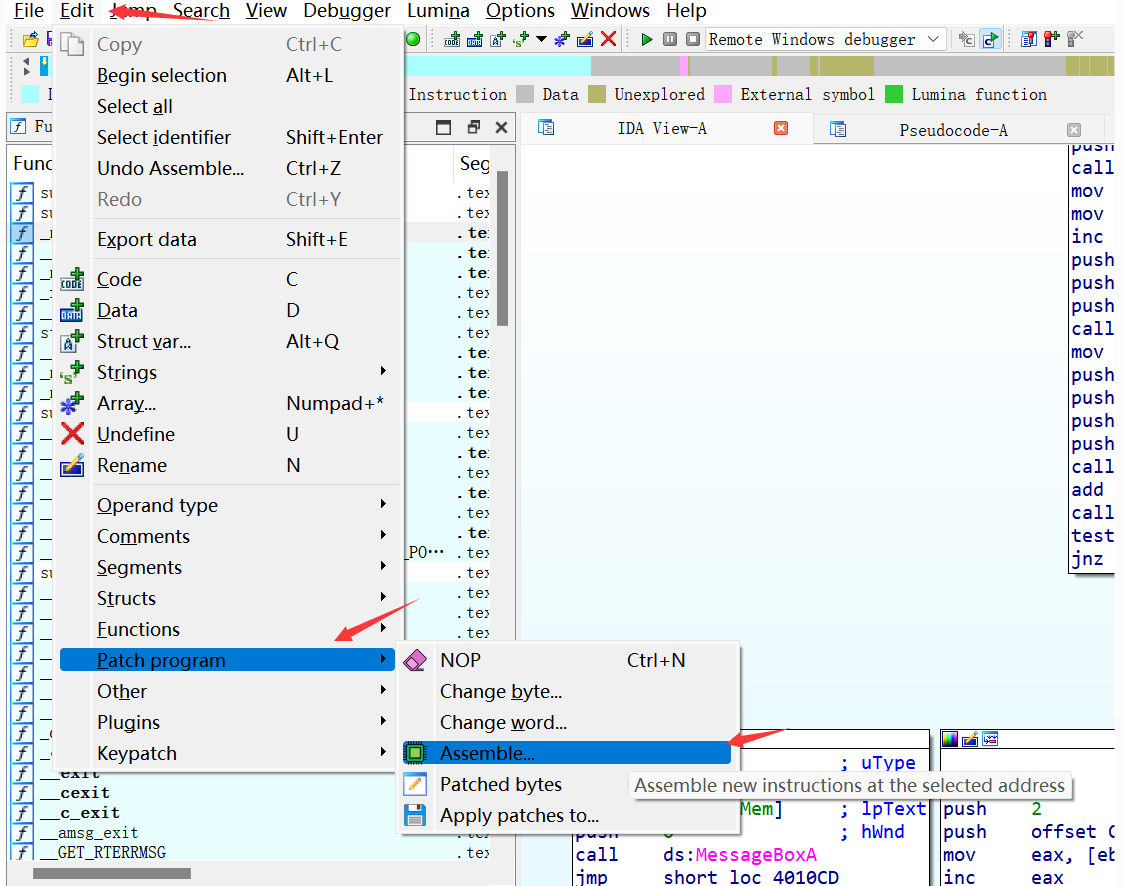 File Edit Jump Search View Debugger Lumina Options Windows Help
Remote Windows debugger
Instruction Data Unexplored External symbol Lumina function
Copy Ctrl+C
Begin selection Alt+L
Select all
Select identifier Shift+Enter
Undo Assemble... Ctrl+Z
Redo Ctrl+Y
Export data Shift+E
Code C
Data D
Struct var... Alt+Q
Strings
Array... Numpad+*
Undefine U
Rename N
Operand type
Comments
Segments
Structs
Functions
Patch program
Other
Plugins
Keypatch
NOP Ctrl+N
Change byte...
Change word...
Assemble...
Patched bytes
Apply patches to...
Assemble new instructions at the selected address
Fu
Func
Seg
_PO…
__exit
__cexit
__c_exit
__amsg_exit
__GET_RTERRMSG
IDA View-A
Pseudocode-A
push
call
mov
mov
inc
push
push
push
call
mov
push
push
push
push
call
add
call
test
jnz
; uType
Mem] ; lpText
push 0 ; hWnd
call ds:MessageBoxA
jmp short loc_4010CD
push 2
push offset C
mov eax, [eb
inc eax